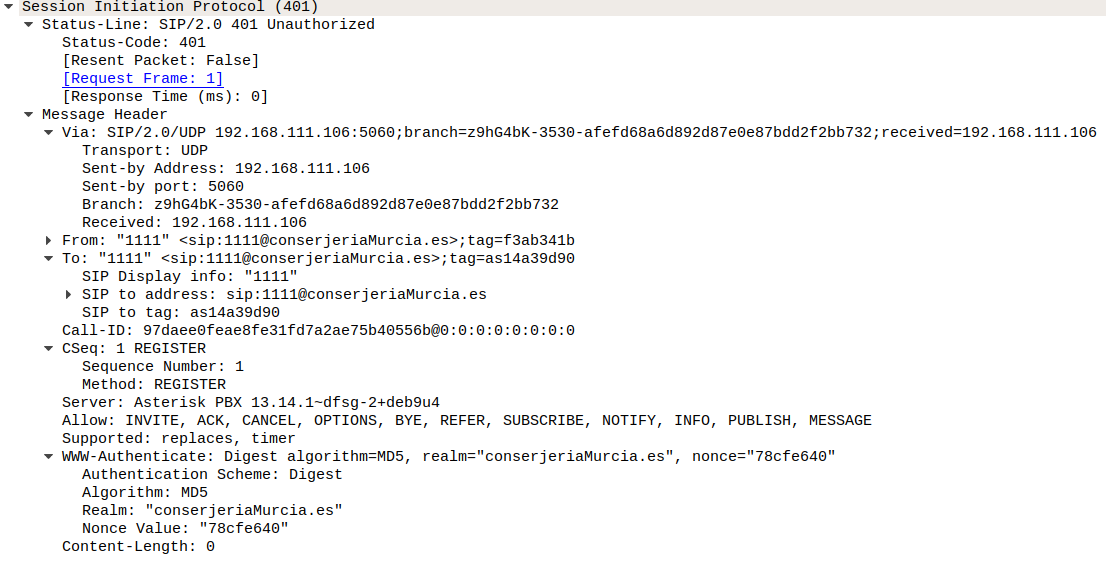 Session Initiation Protocol (401)
Status-Line: SIP/2.0 401 Unauthorized
Status-Code: 401
[Resent Packet: False]
[Request Frame: 1]
[Response Time (ms): 0]
Message Header
Via: SIP/2.0/UDP 192.168.111.106:5060;branch=z9hG4bK-3530-afefd68a6d892d87e0e87bdd2f2bb732;received=192.168.111.106
Transport: UDP
Sent-by Address: 192.168.111.106
Sent-by port: 5060
Branch: z9hG4bK-3530-afefd68a6d892d87e0e87bdd2f2bb732
Received: 192.168.111.106
From: "1111" <sip:1111@conserjeriaMurcia.es>;tag=f3ab341b
To: "1111" <sip:1111@conserjeriaMurcia.es>;tag=as14a39d90
SIP Display info: "1111"
SIP to address: sip:1111@conserjeriaMurcia.es
SIP to tag: as14a39d90
Call-ID: 97daee0feae8fe31fd7a2ae75b40556b@0:0:0:0:0:0:0:0
CSeq: 1 REGISTER
Sequence Number: 1
Method: REGISTER
Server: Asterisk PBX 13.14.1~dfsg-2+deb9u4
Allow: INVITE, ACK, CANCEL, OPTIONS, BYE, REFER, SUBSCRIBE, NOTIFY, INFO, PUBLISH, MESSAGE
Supported: replaces, timer
WWW-Authenticate: Digest algorithm=MD5, realm="conserjeriaMurcia.es", nonce="78cfe640"
Authentication Scheme: Digest
Algorithm: MD5
Realm: "conserjeriaMurcia.es"
Nonce Value: "78cfe640"
Content-Length: 0